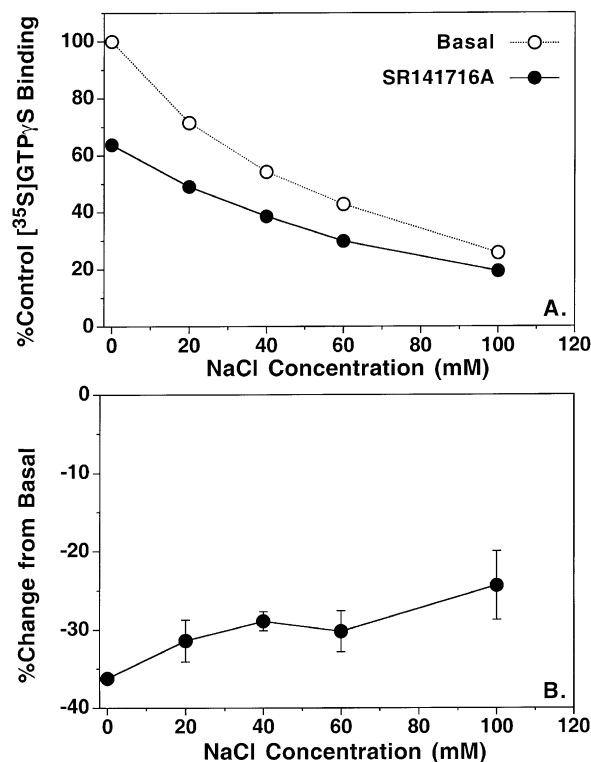 100
80
60
40
20
0
%Control [³⁵S]GTPγS Binding
Basal
SR141716A
A.
0 20 40 60 80 100 120
NaCl Concentration (mM)
0
-10
-20
-30
-40
%Change from Basal
B.
0 20 40 60 80 100 120
NaCl Concentration (mM)